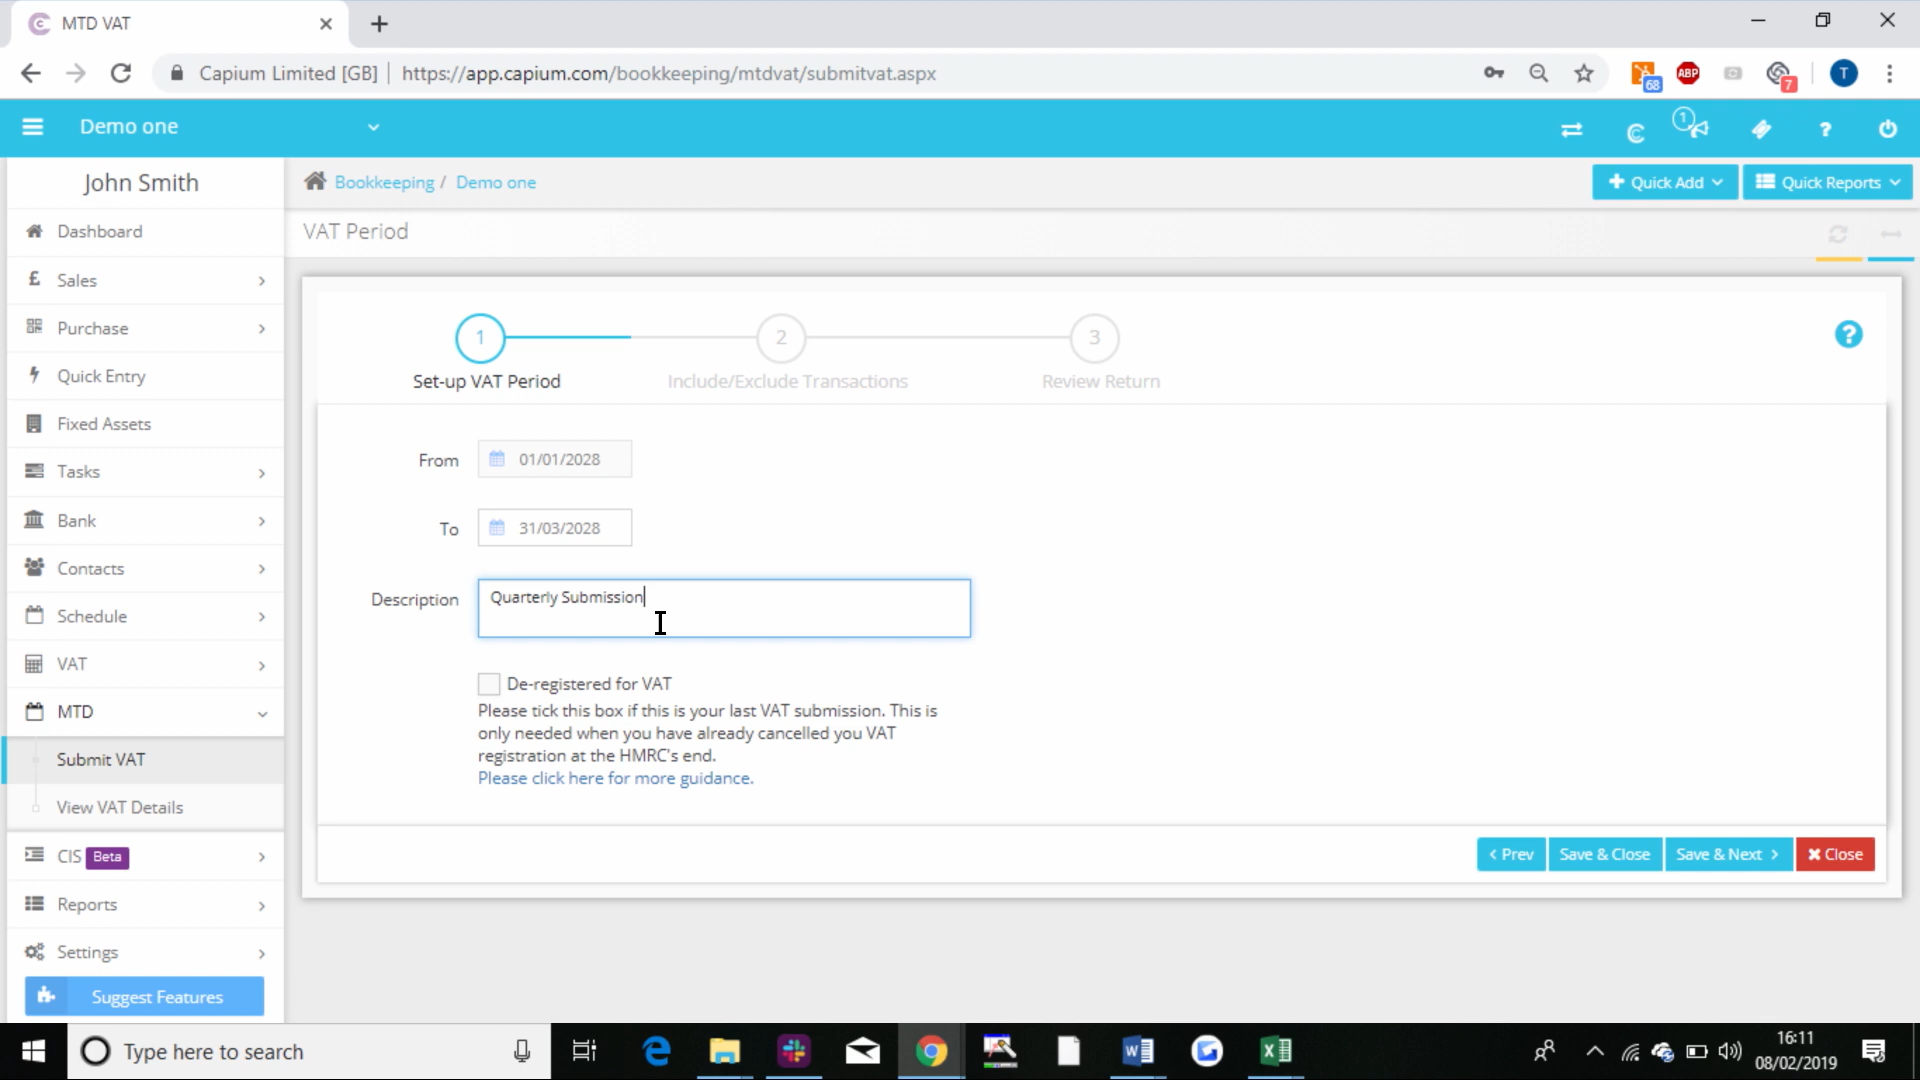 MTD VAT
Capium Limited [GB] | https://app.capium.com/bookkeeping/mtdvat/submitvat.aspx
68
ABP
7
T
Demo one
1
?
John Smith
Bookkeeping / Demo one
Quick Add
Quick Reports
Dashboard
VAT Period
£ Sales
Purchase
Quick Entry
Fixed Assets
Tasks
Bank
Contacts
Schedule
VAT
MTD
Submit VAT
View VAT Details
CIS Beta
Reports
Settings
Suggest Features
1
2
3
?
Set-up VAT Period
Include/Exclude Transactions
Review Return
From 01/01/2028
To 31/03/2028
Description Quarterly Submission
De-registered for VAT
Please tick this box if this is your last VAT submission. This is
only needed when you have already cancelled you VAT
registration at the HMRC's end.
Please click here for more guidance.
< Prev
Save & Close
Save & Next >
Close
Type here to search
16:11
08/02/2019